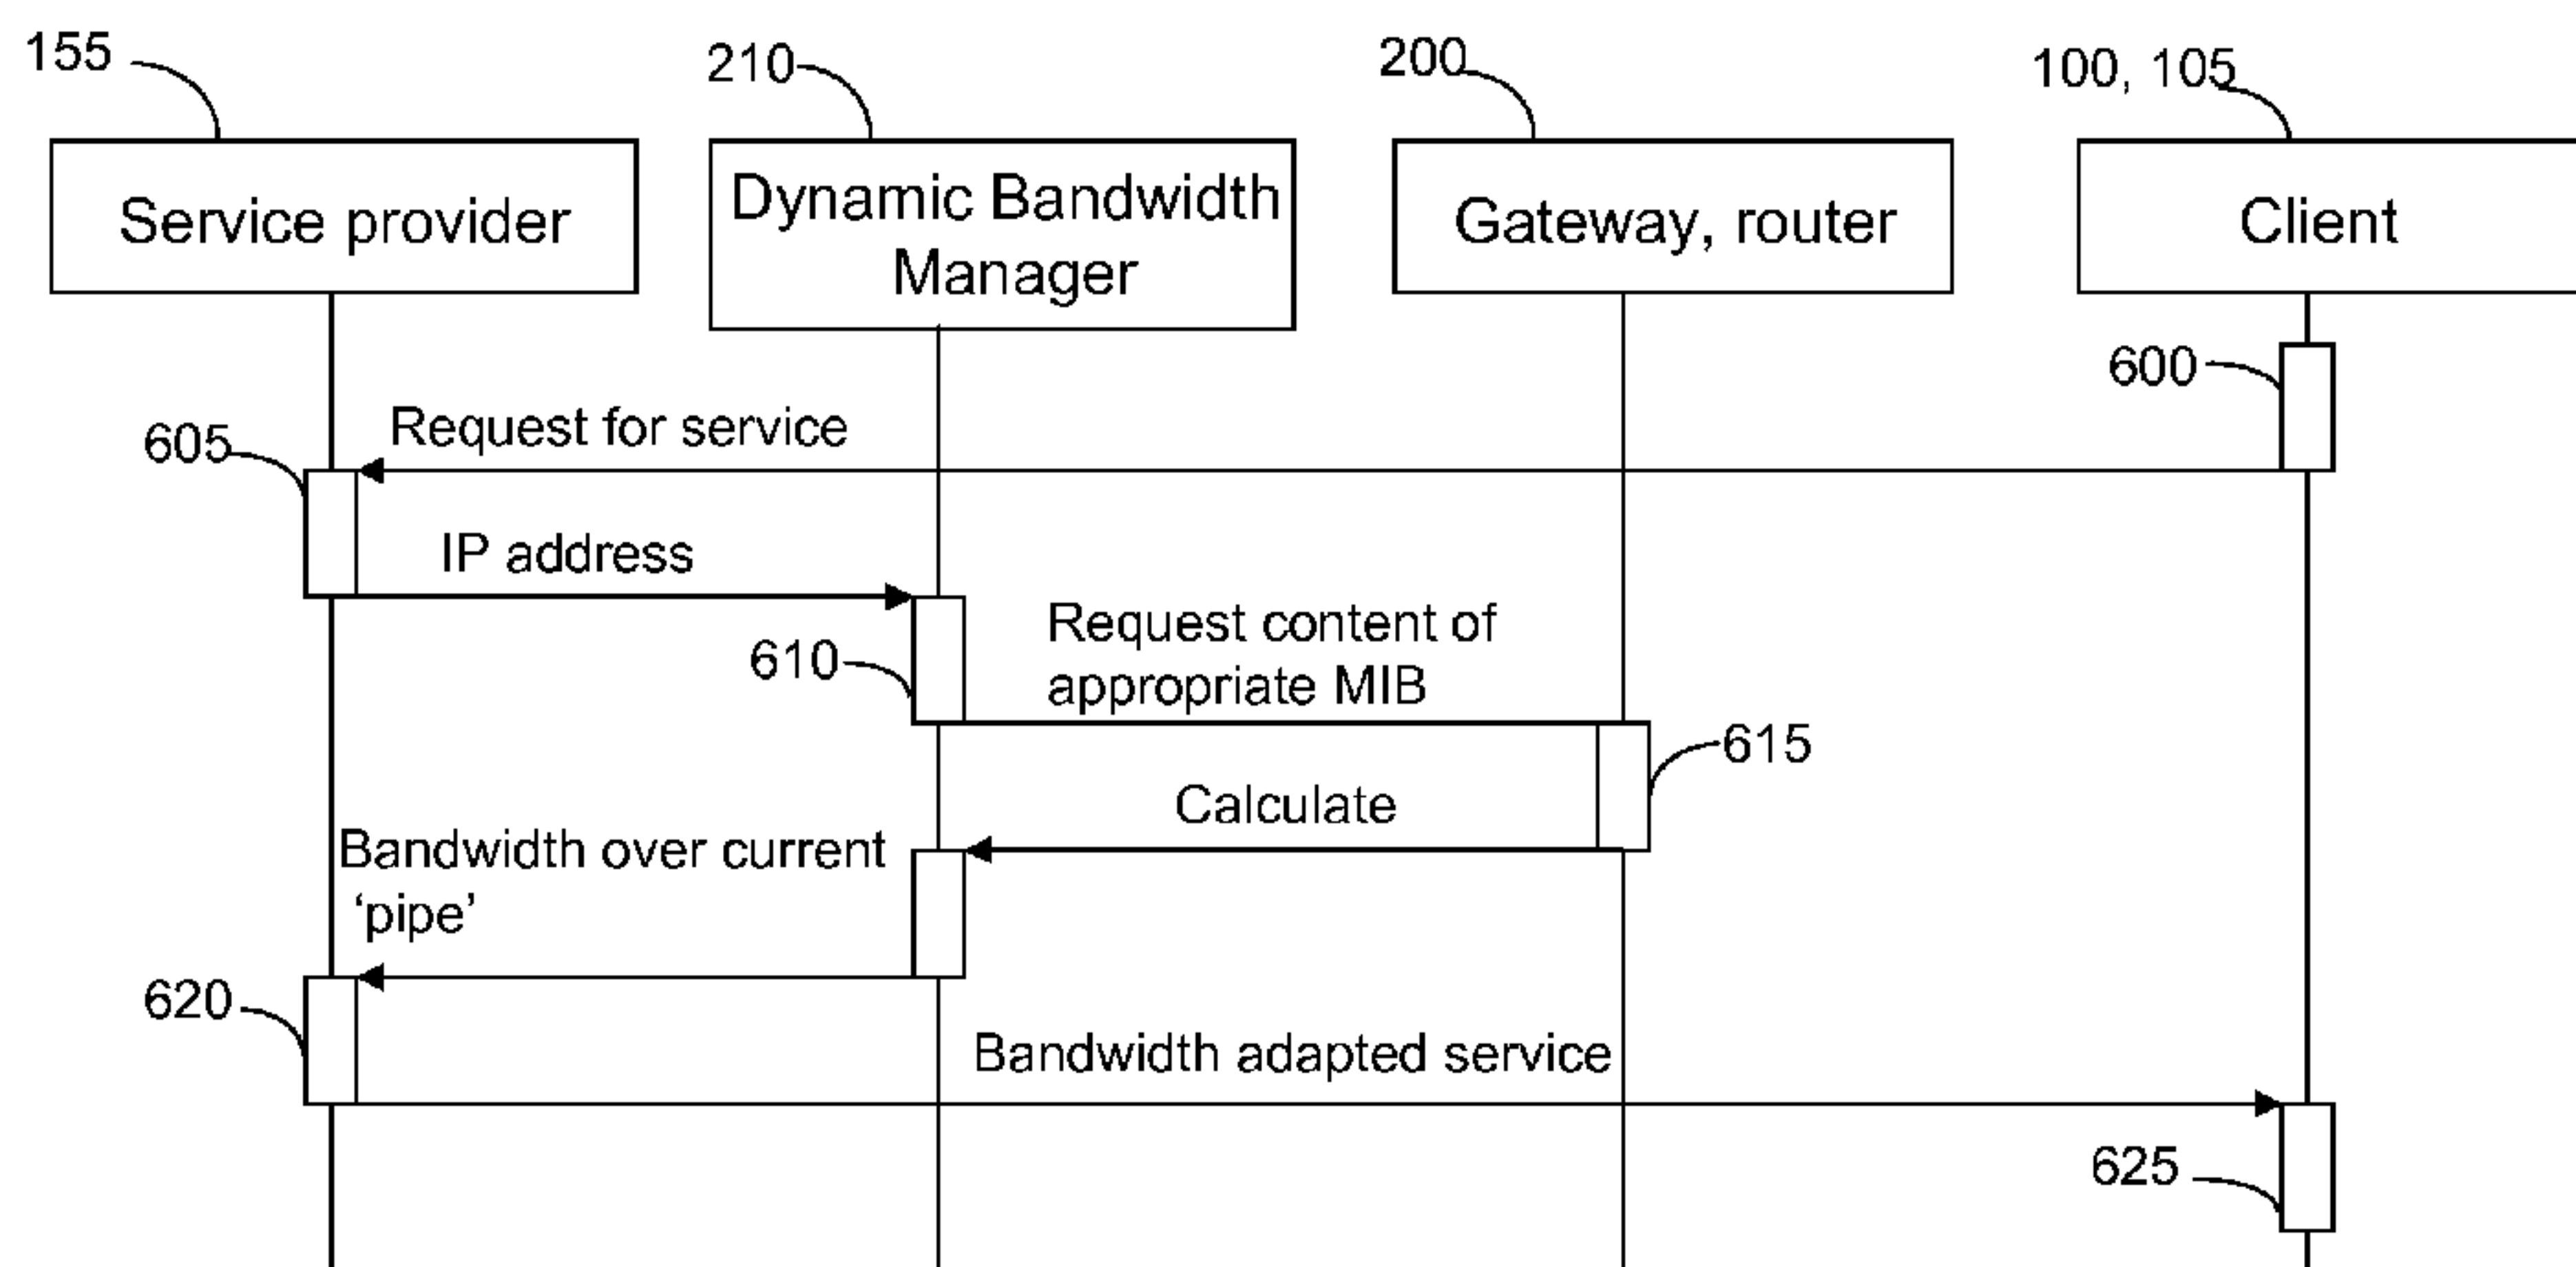 155
210
200
100, 105
Service provider
Dynamic Bandwidth
Manager
Gateway, router
Client
600
605
Request for service
IP address
610
Request content of
appropriate MIB
615
Calculate
Bandwidth over current
‘pipe’
620
Bandwidth adapted service
625